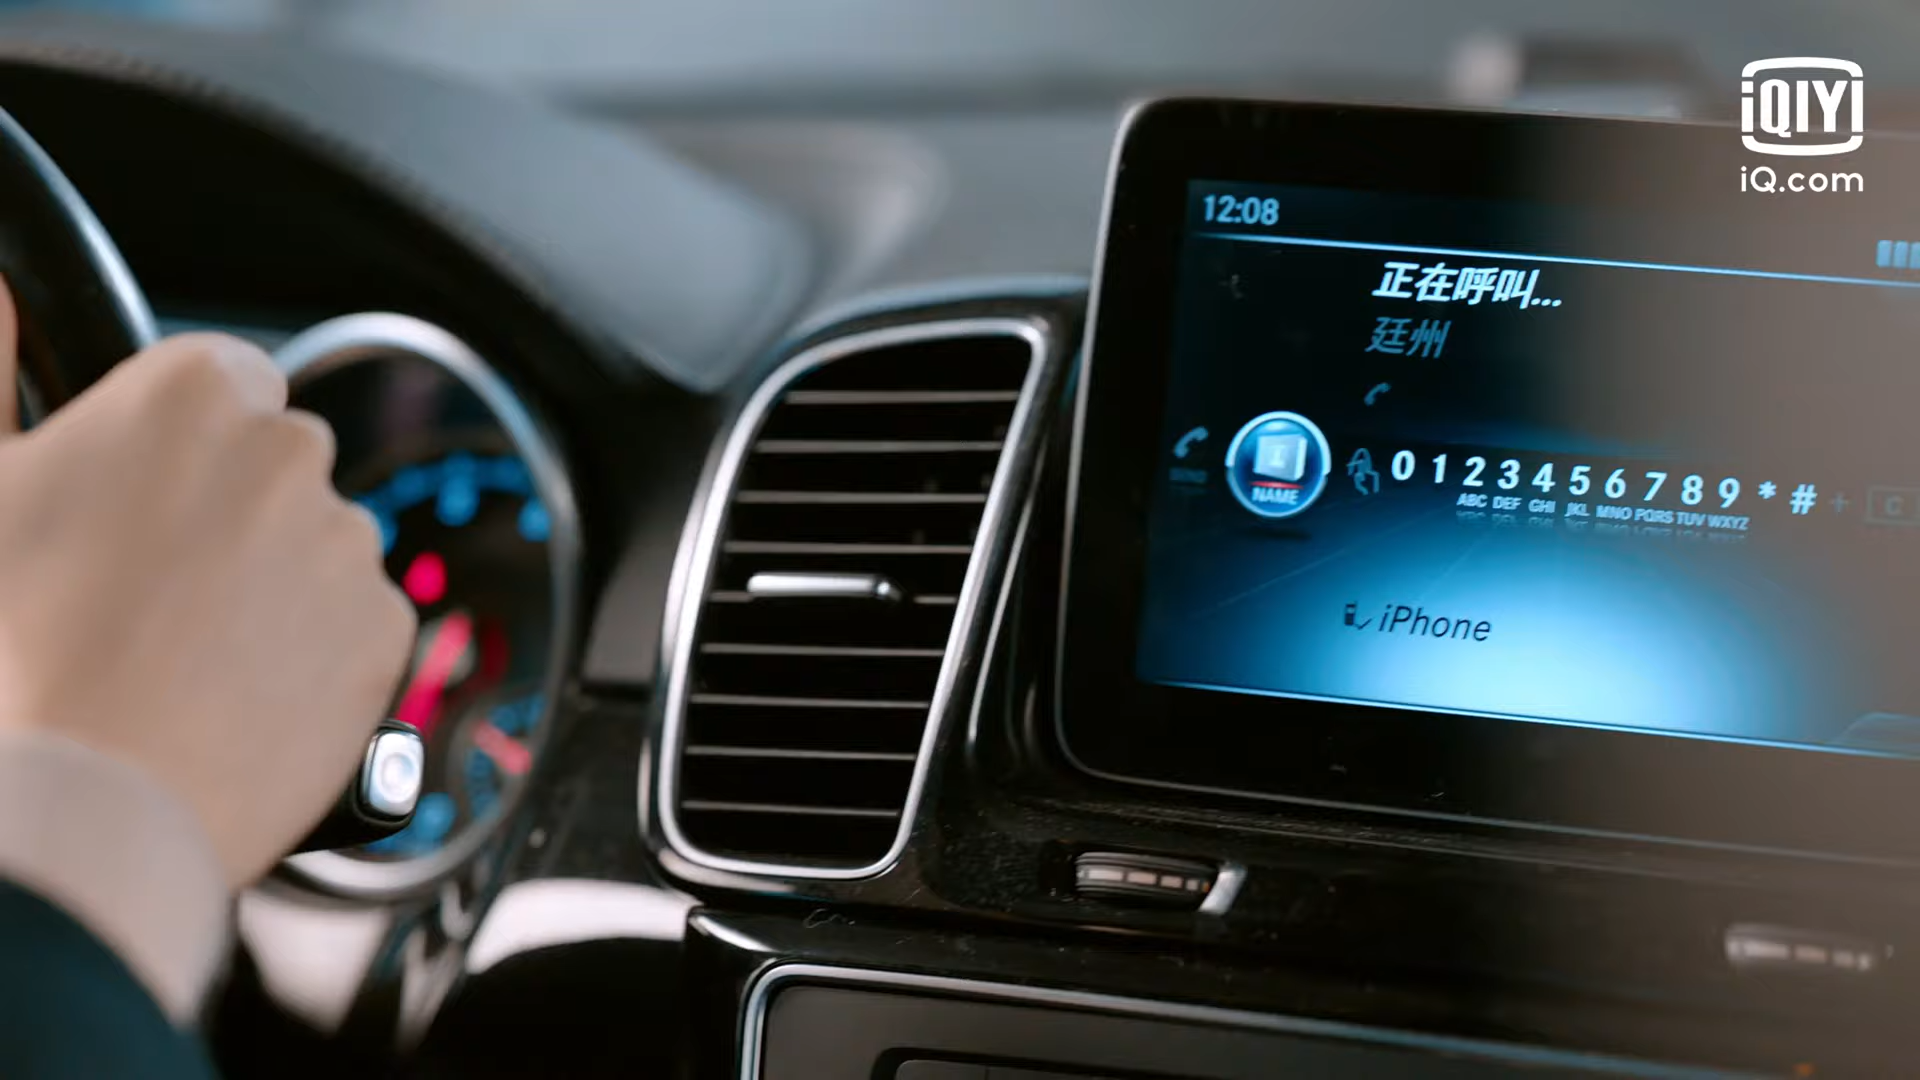 iQIYI
iQ.com
12:08
正在呼叫...
廷州
NAME
0 1 2 3 4 5 6 7 8 9 * # +
ABC DEF GHI JKL MNO PQRS TUV WXYZ
C
iPhone